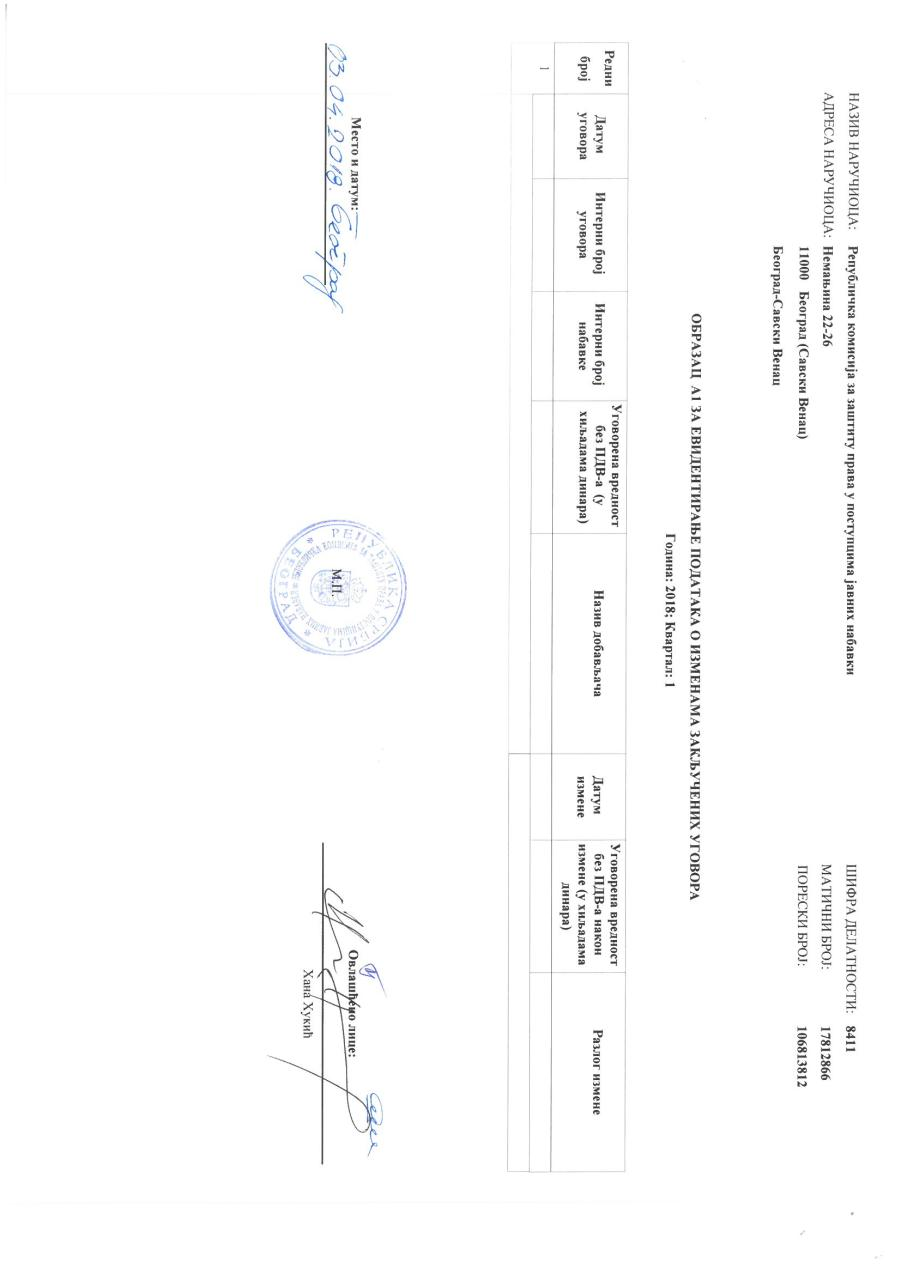 НАЗИВ НАРУЧИОЦА: Републичка комисија за заштиту права у поступцима јавних набавки
АДРЕСА НАРУЧИОЦА: Немањина 22-26
11000 Београд (Савски Венац)
Београд-Савски Венац
ШИФРА ДЕЛАТНОСТИ: 8411
МАТИЧНИ БРОЈ: 17812866
ПОРЕСКИ БРОЈ: 106813812
ОБРАЗАЦ А1 ЗА ЕВИДЕНТИРАЊЕ ПОДАТАКА О ИЗМЕНАМА ЗАКЉУЧЕНИХ УГОВОРА
Година: 2018; Квартал: 1
Редни
број
Датум
уговора
Интерни број
уговора
Интерни број
набавке
Уговорена вредност
без ПДВ-а (у
хиљадама динара)
Назив добављача
Датум
измене
Уговорена вредност
без ПДВ-а након
измене (у хиљадама
динара)
Разлог измене
1
Место и датум:
03.04.2018. Београд
М.П.
РЕПУБЛИКА СРБИЈА
БЕОГРАД
Овлашћено лице:
Хана Хукић